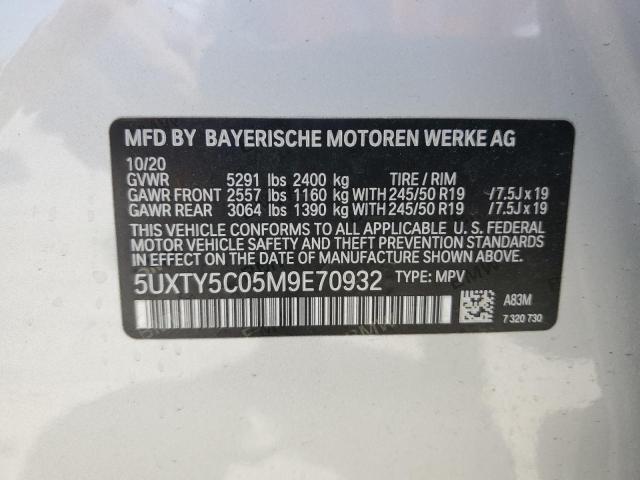 MFD BY BAYERISCHE MOTOREN WERKE AG
10/20
GVWR 5291 lbs 2400 kg TIRE / RIM
GAWR FRONT 2557 lbs 1160 kg WITH 245/50 R19 /7.5J x 19
GAWR REAR 3064 lbs 1390 kg WITH 245/50 R19 /7.5J x 19
THIS VEHICLE CONFORMS TO ALL APPLICABLE U. S. FEDERAL
MOTOR VEHICLE SAFETY AND THEFT PREVENTION
STANDARDS IN EFFECT ON THE DATE OF MANUFACTURE SHOWN ABOVE.
5UXTY5C05M9E70932 TYPE: MPV
A83M
7 320 730